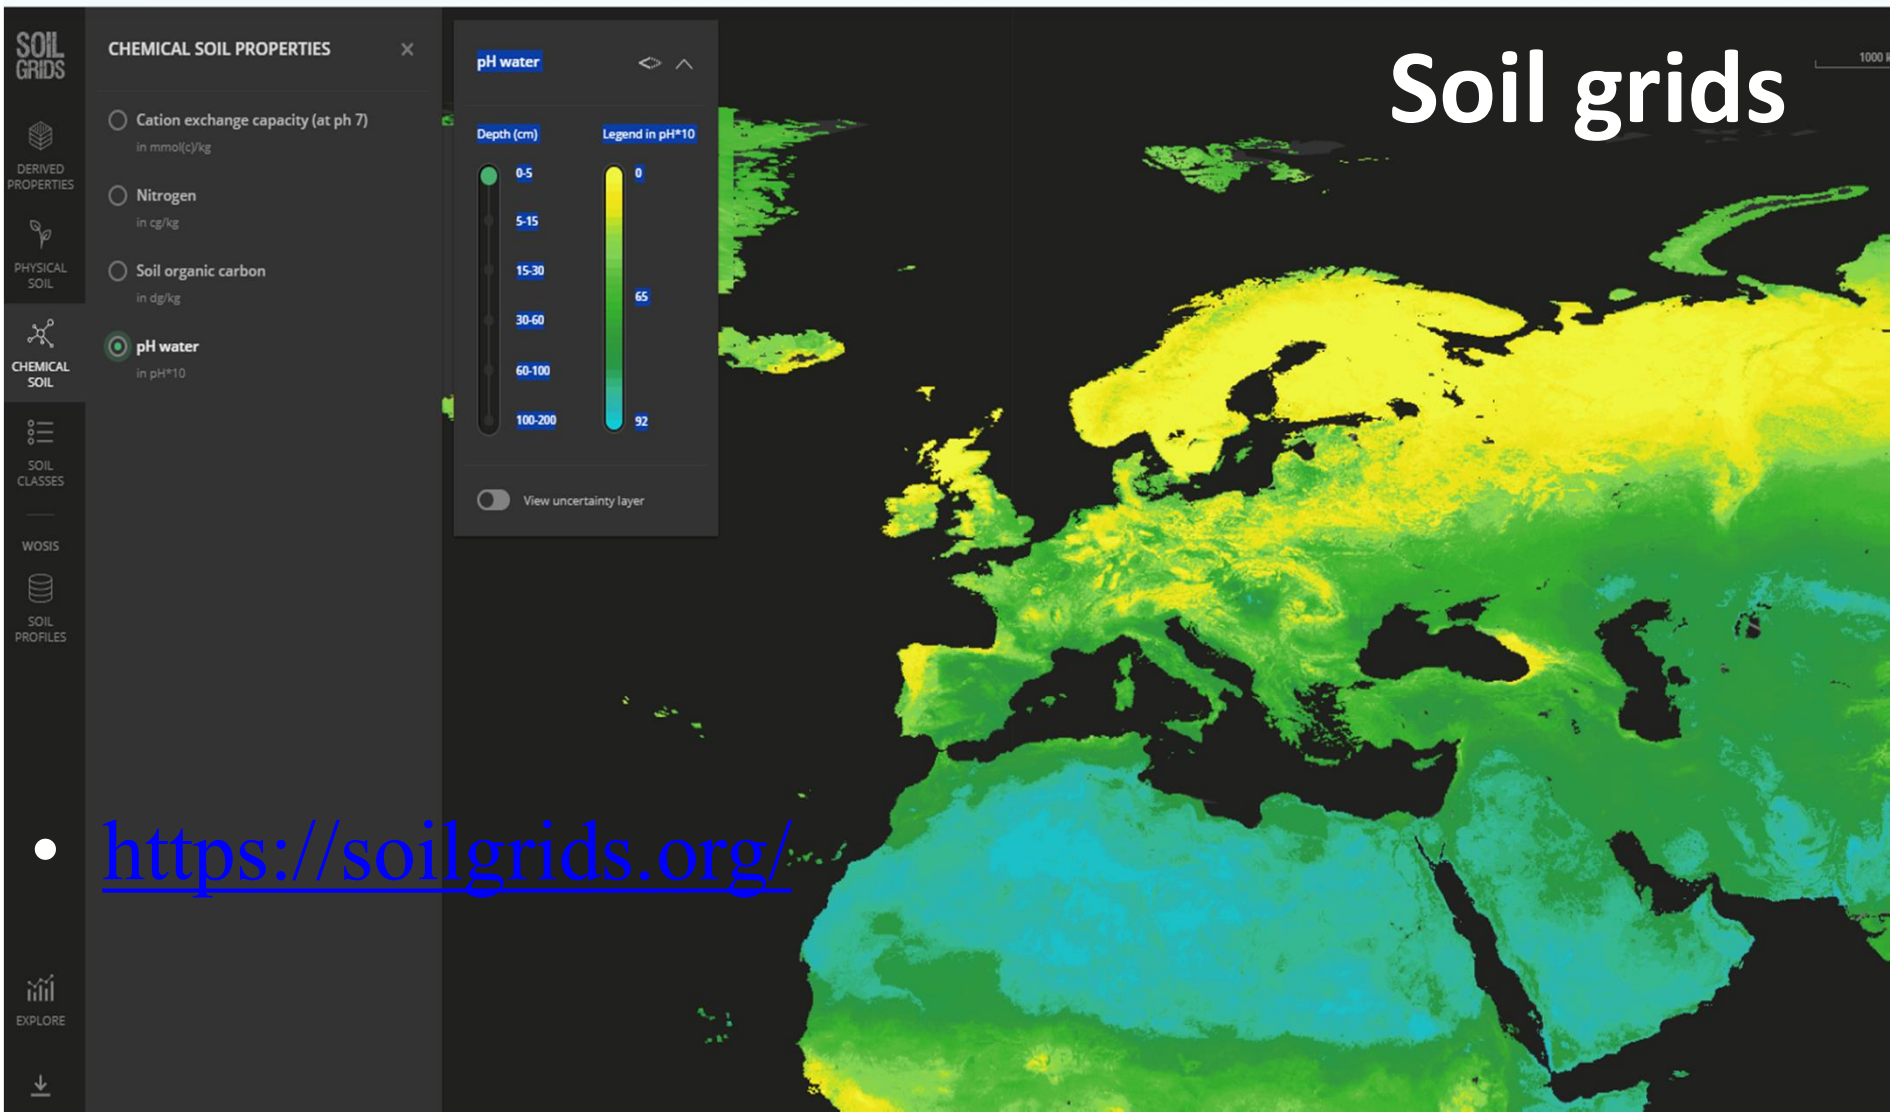 SOIL
GRIDS
DERIVED
PROPERTIES
PHYSICAL
SOIL
CHEMICAL
SOIL
SOIL
CLASSES
WOSIS
SOIL
PROFILES
EXPLORE
CHEMICAL SOIL PROPERTIES
Cation exchange capacity (at ph 7)
in mmol(c)/kg
Nitrogen
in cg/kg
Soil organic carbon
in dg/kg
pH water
in pH*10
pH water
Depth (cm)
0-5
5-15
15-30
30-60
60-100
100-200
Legend in pH*10
0
65
92
View uncertainty layer
Soil grids
1000
• https://soilgrids.org/